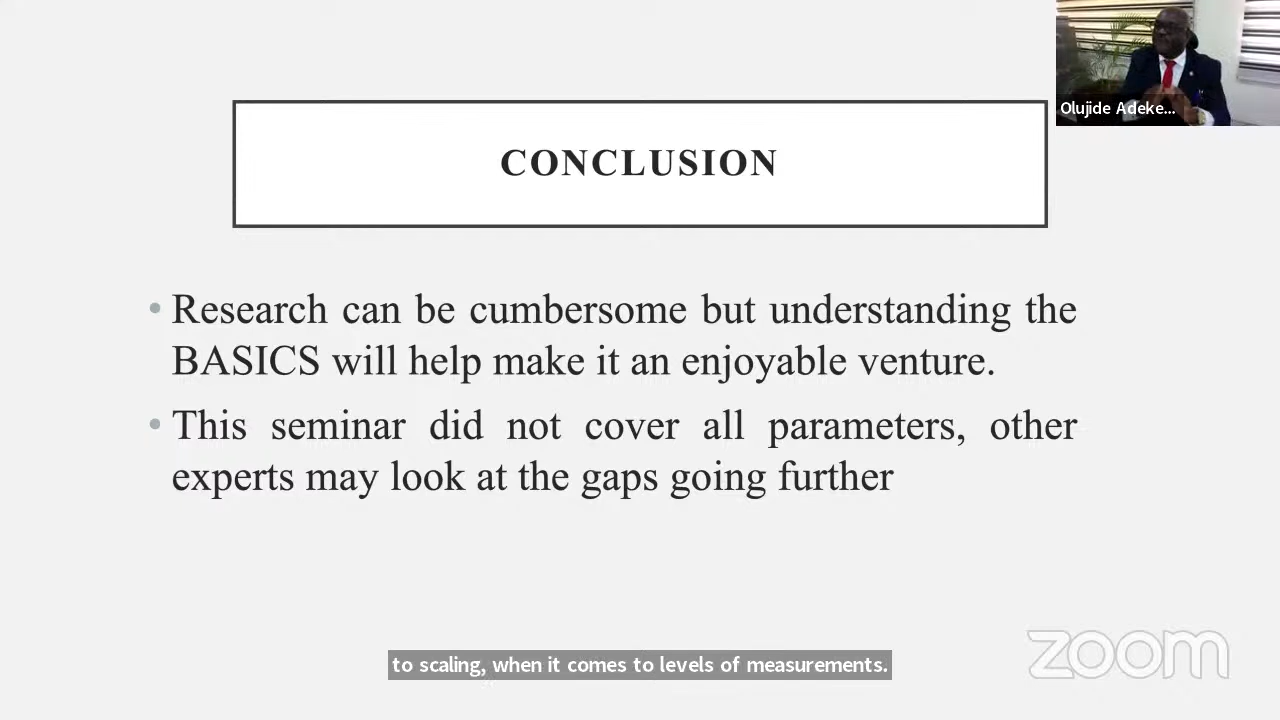 Olujide Adeke...
CONCLUSION
• Research can be cumbersome but understanding the
BASICS will help make it an enjoyable venture.
• This seminar did not cover all parameters, other
experts may look at the gaps going further
to scaling, when it comes to levels of measurements.
zoom